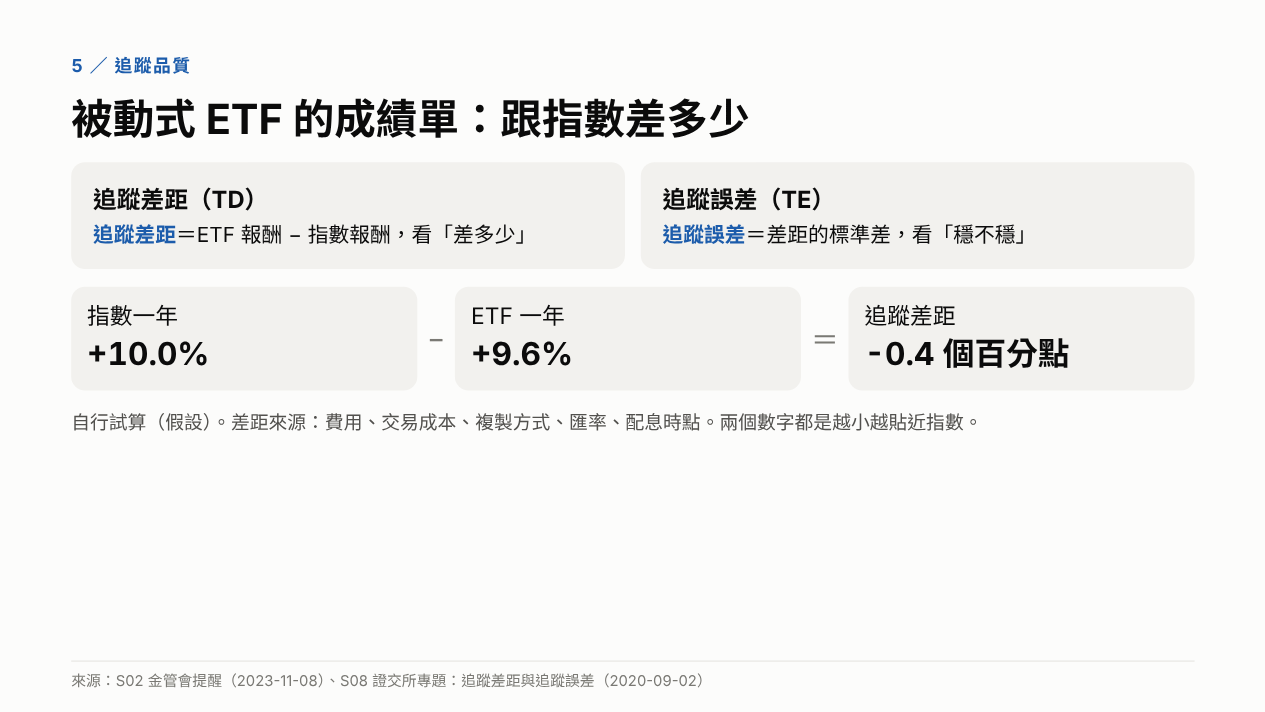 5 ／ 追蹤品質
被動式 ETF 的成績單：跟指數差多少
追蹤差距（TD）
追蹤差距＝ETF 報酬 − 指數報酬，看「差多少」
追蹤誤差（TE）
追蹤誤差＝差距的標準差，看「穩不穩」
指數一年
+10.0%
−
ETF 一年
+9.6%
＝
追蹤差距
-0.4 個百分點
自行試算（假設）。差距來源：費用、交易成本、複製方式、匯率、配息時點。兩個數字都是越小越貼近指數。
來源：S02 金管會提醒（2023-11-08）、S08 證交所專題：追蹤差距與追蹤誤差（2020-09-02）